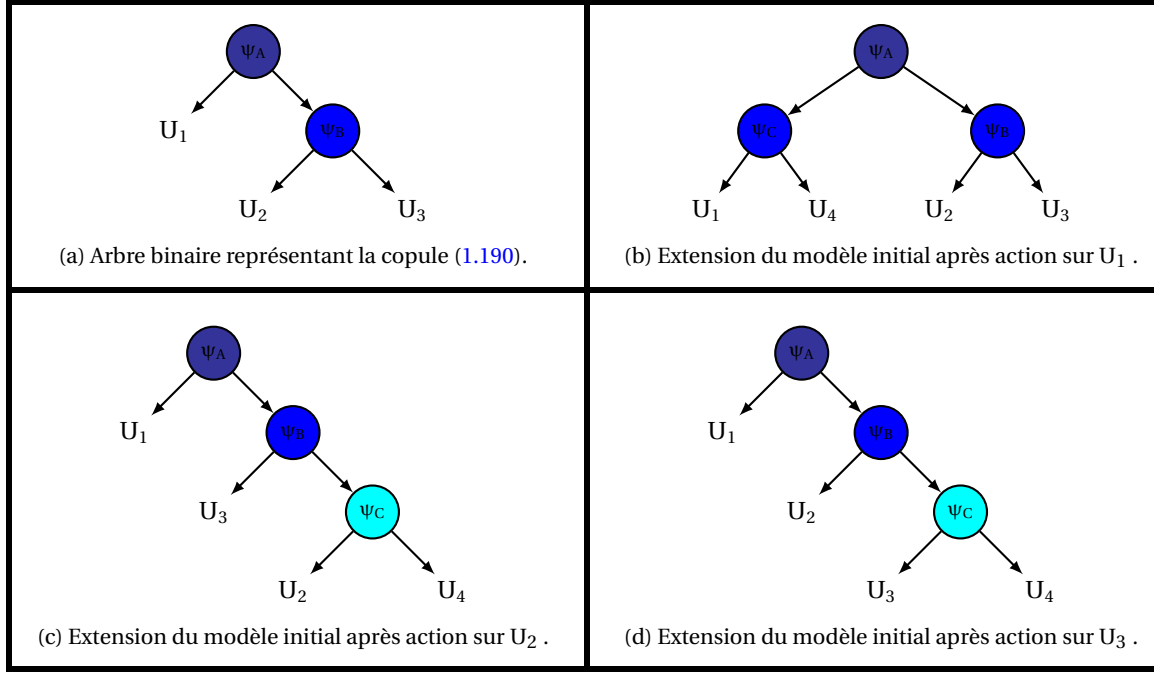 ψA
U1
ψB
U2 U3
(a) Arbre binaire représentant la copule (1.190).
ψA
ψC ψB
U1 U4 U2 U3
(b) Extension du modèle initial après action sur U1 .
ψA
U1
ψB
U3
ψC
U2 U4
(c) Extension du modèle initial après action sur U2 .
ψA
U1
ψB
U2
ψC
U3 U4
(d) Extension du modèle initial après action sur U3 .